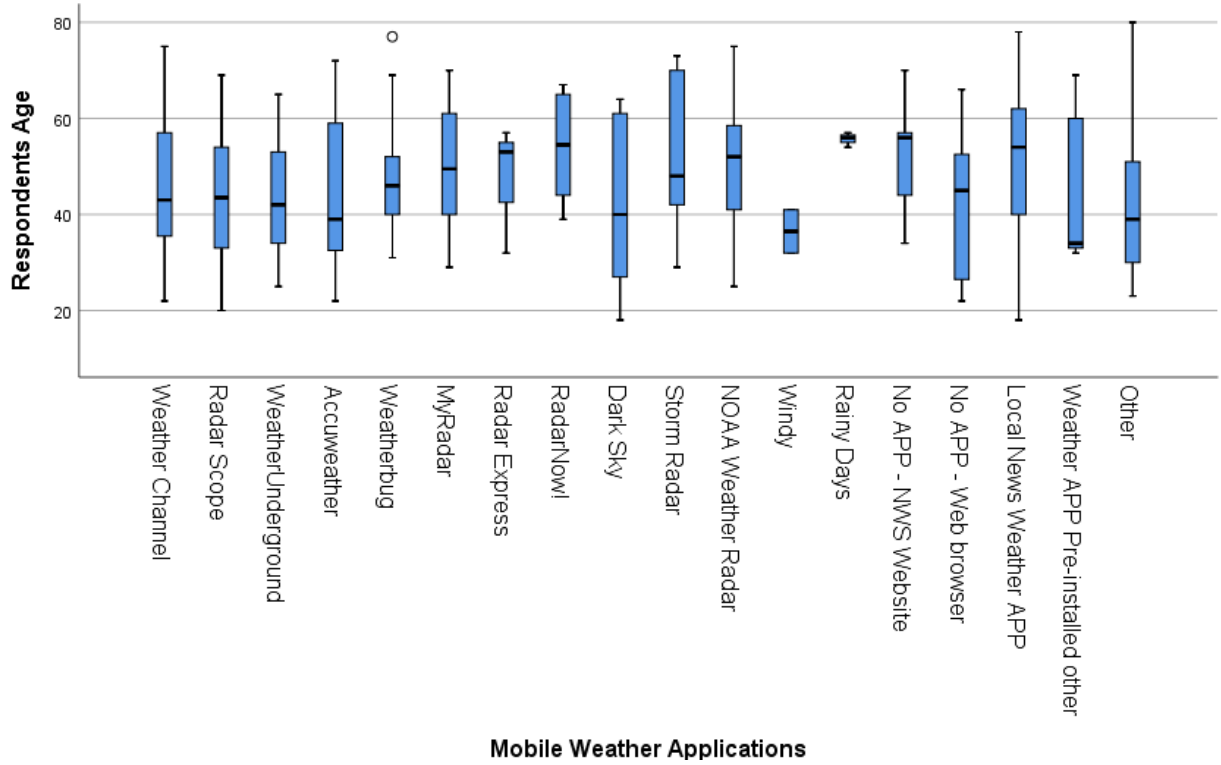 Respondents Age
80
60
40
20
Weather Channel
Radar Scope
WeatherUnderground
Accuweather
Weatherbug
MyRadar
Radar Express
RadarNow!
Dark Sky
Storm Radar
NOAA Weather Radar
Windy
Rainy Days
No APP - NWS Website
No APP - Web browser
Local News Weather APP
Weather APP Pre-installed other
Other
Mobile Weather Applications